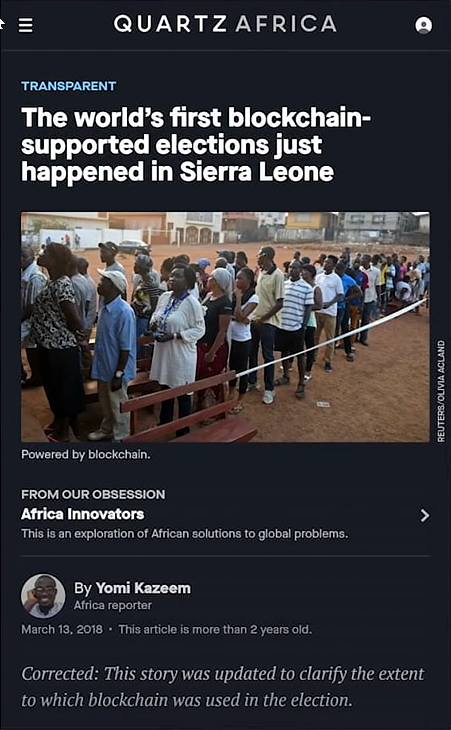 QUARTZ AFRICA
TRANSPARENT
The world’s first blockchain-
supported elections just
happened in Sierra Leone
REUTERS/OLIVIA ACLAND
Powered by blockchain.
FROM OUR OBSESSION
Africa Innovators
This is an exploration of African solutions to global problems.
By Yomi Kazeem
Africa reporter
March 13, 2018 • This article is more than 2 years old.
Corrected: This story was updated to clarify the extent
to which blockchain was used in the election.